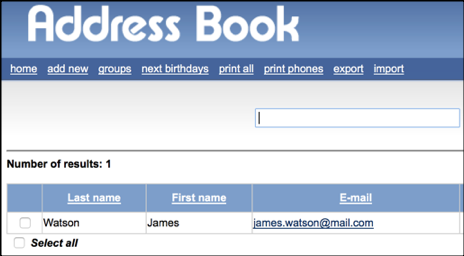 Address Book
home add new groups next birthdays print all print phones export import
Number of results: 1
Last name First name E-mail
Watson James james.watson@mail.com
Select all